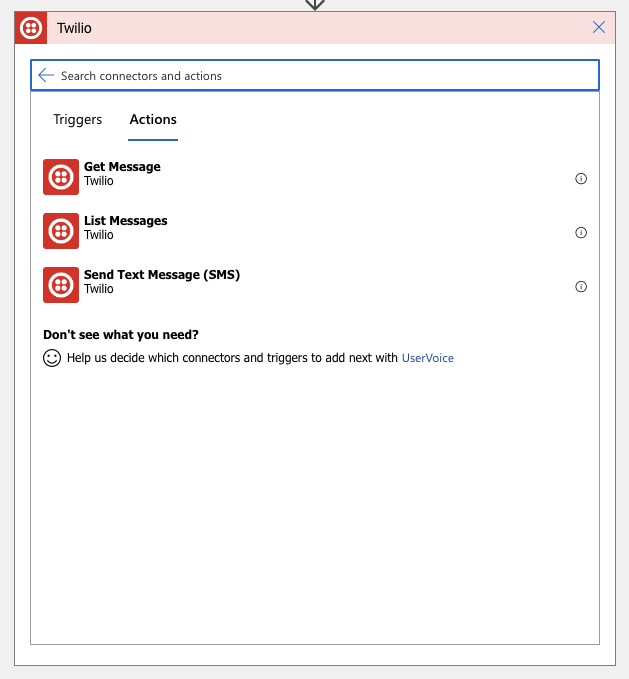 Twilio
Search connectors and actions
Triggers Actions
Get Message
Twilio
List Messages
Twilio
Send Text Message (SMS)
Twilio
Don't see what you need?
Help us decide which connectors and triggers to add next with UserVoice